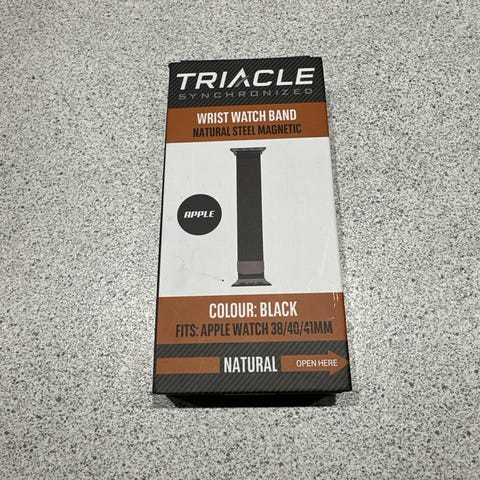 TRIACLE
SYNCHRONIZED
WRIST WATCH BAND
NATURAL STEEL MAGNETIC
APPLE
COLOUR: BLACK
FITS: APPLE WATCH 38/40/41MM
NATURAL
OPEN HERE